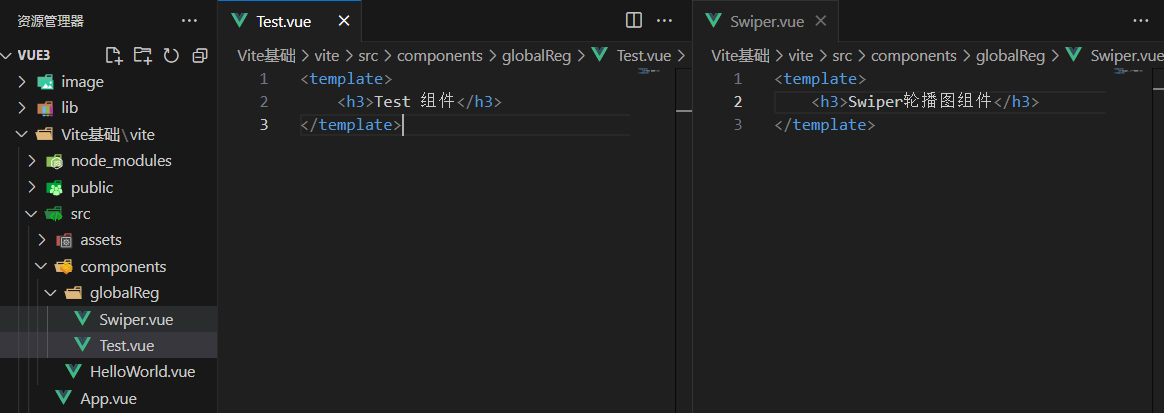 资源管理器
VUE3
image
lib
Vite基础\vite
node_modules
public
src
assets
components
globalReg
Swiper.vue
Test.vue
HelloWorld.vue
App.vue
Test.vue
Vite基础 > vite > src > components > globalReg > Test.vue >
1 <template>
2 <h3>Test 组件</h3>
3 </template>
Swiper.vue
Vite基础 > vite > src > components > globalReg > Swiper.vue
1 <template>
2 <h3>Swiper轮播图组件</h3>
3 </template>